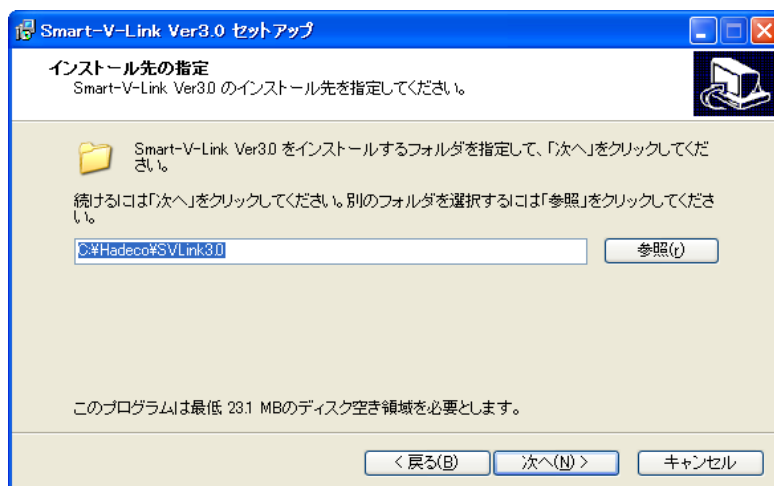 Smart-V-Link Ver3.0 セットアップ
インストール先の指定
Smart-V-Link Ver3.0 のインストール先を指定してください。
Smart-V-Link Ver3.0 をインストールするフォルダを指定して、「次へ」をクリックしてくだ
さい。
続けるには「次へ」をクリックしてください。別のフォルダを選択するには「参照」をクリックしてくださ
い。
C:¥Hadeco¥SVLink3.0
参照(r)
このプログラムは最低 23.1 MBのディスク空き領域を必要とします。
< 戻る(B)
次へ(N) >
キャンセル